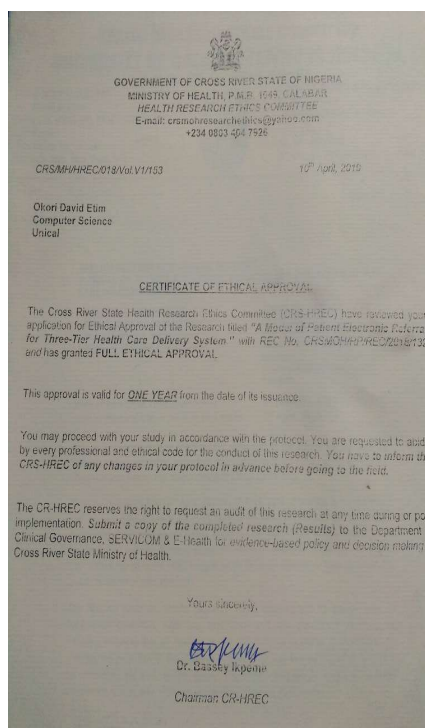 GOVERNMENT OF CROSS RIVER STATE OF NIGERIA
MINISTRY OF HEALTH, P.M.B. 1049, CALABAR
HEALTH RESEARCH ETHICS COMMITTEE
E-mail: crsmohresearchethics@yahoo.com
+234 0803 464 7926
CRS/MH/HREC/018/Vol.V1/153
10th April, 2019
Okori David Etim
Computer Science
Unical
CERTIFICATE OF ETHICAL APPROVAL
The Cross River State Health Research Ethics Committee (CRS-HREC) have reviewed your
application for Ethical Approval of the Research titled "A Model of Patient Electronic Referral
for Three-Tier Health Care Delivery System." with REC No.
and has granted FULL ETHICAL APPROVAL.
This approval is valid for ONE YEAR from the date of its issuance.
You may proceed with your study in accordance with the protocol. You are requested to
by every professional and ethical code for the conduct of this research. You have to inform
CRS-HREC of any changes in your protocol in advance before going to the field.
The CR-HREC reserves the right to request an audit of this research at any time during or
implementation. Submit a copy of the completed research (Results) to the Department
Clinical Governance, SERVICOM & E-Health for evidence-based policy and decision making
Cross River State Ministry of Health.
Yours sincerely,
Dr. Bassey Ikpeme
Chairman CR-HREC